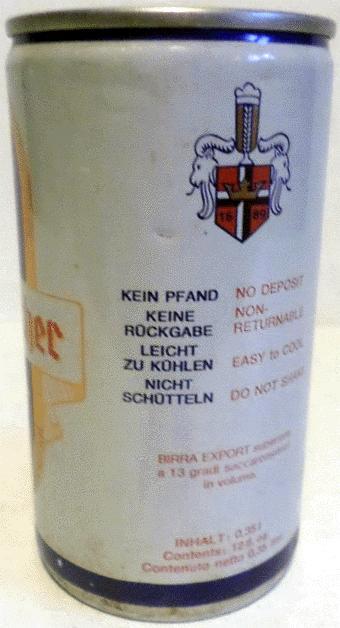 16 89
KEIN PFAND
KEINE
RÜCKGABE
LEICHT
ZU KÜHLEN
NICHT
SCHÜTTELN
NO DEPOSIT
NON-
RETURNABLE
EASY to COOL
DO NOT SHAKE
BIRRA EXPORT superiore
a 13 gradi saccarometrici
in volume.
INHALT: 0,35 l
Contents: 12 fl. oz
Contenuto netto 0,35